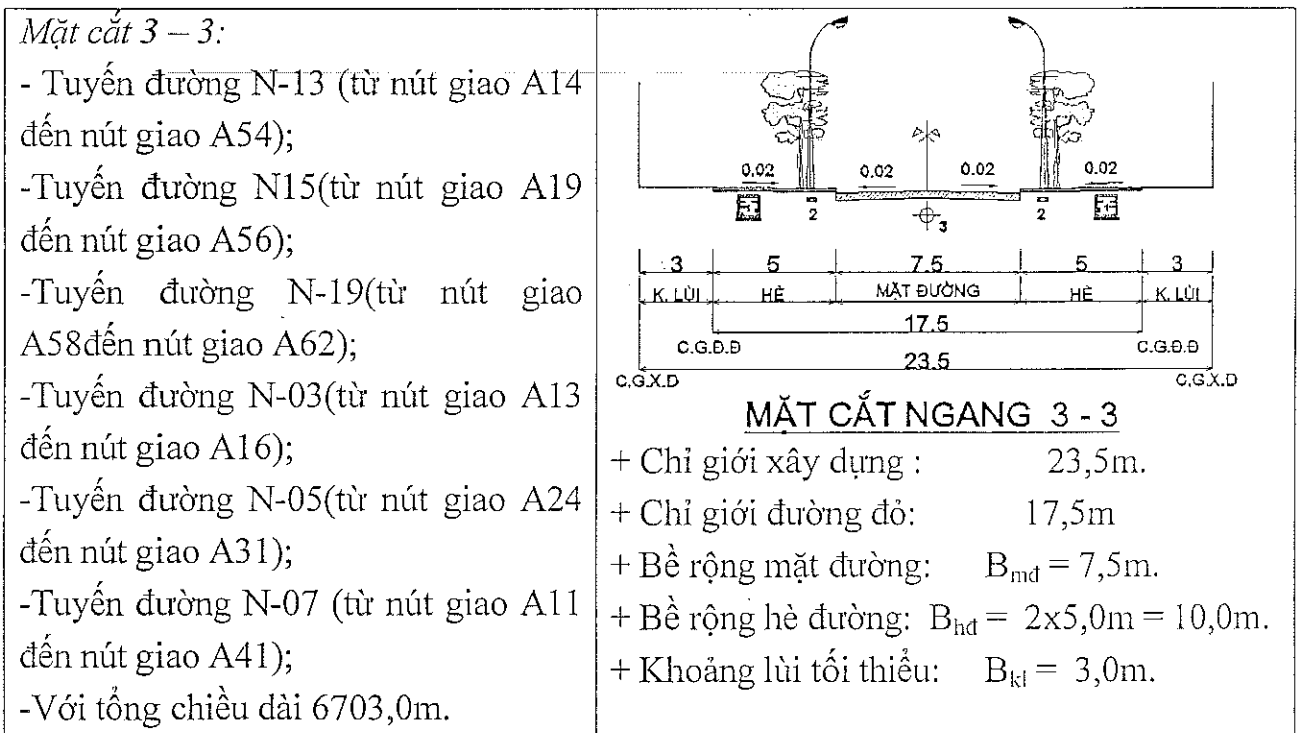 Mặt cắt 3 – 3:
- Tuyến đường N-13 (từ nút giao A14
đến nút giao A54);
-Tuyến đường N15(từ nút giao A19
đến nút giao A56);
-Tuyến đường N-19(từ nút giao
A58đến nút giao A62);
-Tuyến đường N-03(từ nút giao A13
đến nút giao A16);
-Tuyến đường N-05(từ nút giao A24
đến nút giao A31);
-Tuyến đường N-07 (từ nút giao A11
đến nút giao A41);
-Với tổng chiều dài 6703,0m.
0.02 0.02 0.02 0.02
1 2 3 2 1
3 5 7.5 5 3
K. LÙI HÈ MẶT ĐƯỜNG HÈ K. LÙI
17.5
C.G.Đ.Đ C.G.Đ.Đ
23.5
C.G.X.D C.G.X.D
MẶT CẮT NGANG 3 - 3
+ Chỉ giới xây dựng : 23,5m.
+ Chỉ giới đường đỏ: 17,5m
+ Bề rộng mặt đường: Bmđ = 7,5m.
+ Bề rộng hè đường: Bhđ = 2x5,0m = 10,0m.
+ Khoảng lùi tối thiểu: Bkl = 3,0m.